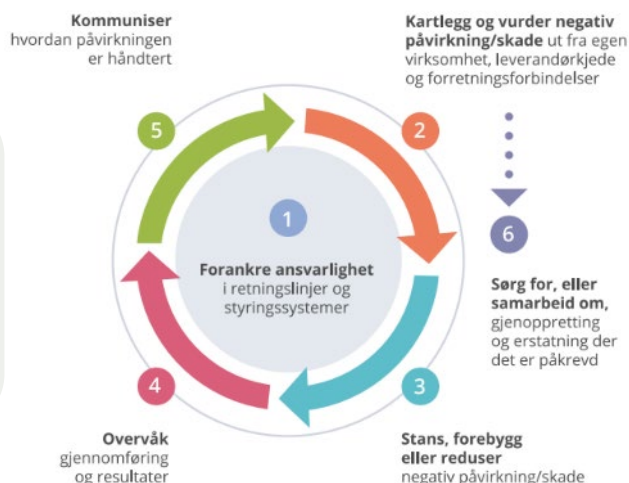 1
Forankre ansvarlighet
i retningslinjer og
styringssystemer
2
Kartlegg og vurder negativ
påvirkning/skade ut fra egen
virksomhet, leverandørkjede
og forretningsforbindelser
3
Stans, forebygg
eller reduser
negativ påvirkning/skade
4
Overvåk
gjennomføring
og resultater
5
Kommuniser
hvordan påvirkningen
er håndtert
6
Sørg for, eller
samarbeid om,
gjenoppretting
og erstatning der
det er påkrevd